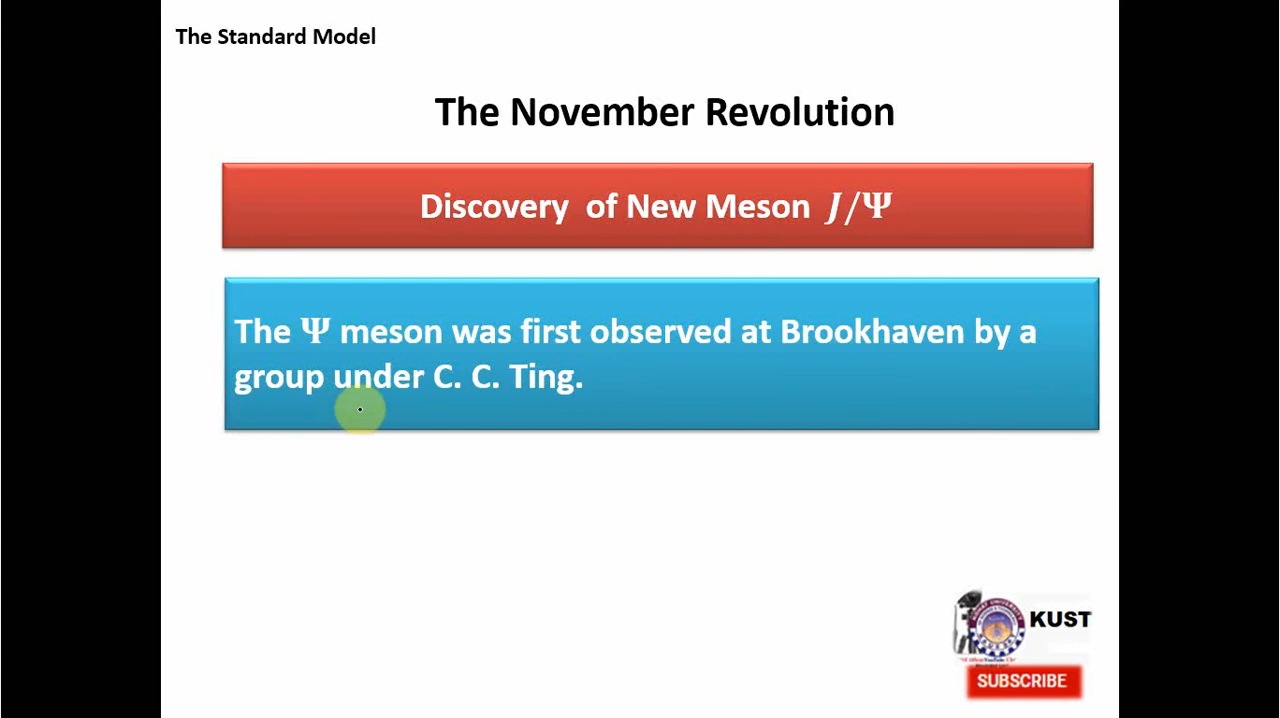 The Standard Model
The November Revolution
Discovery of New Meson J/Ψ
The Ψ meson was first observed at Brookhaven by a
group under C. C. Ting.
KUST
SUBSCRIBE